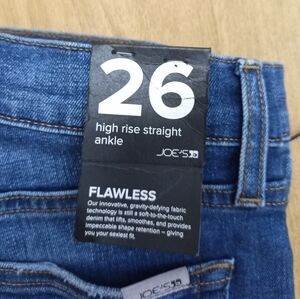 26
high rise straight
ankle
JOE'S
FLAWLESS
Our innovative, gravity-defying fabric
technology is still a soft-to-the-touch
denim that lifts, smoothes, and provides
impeccable shape retention – giving
you your sexiest fit.
JOE'S